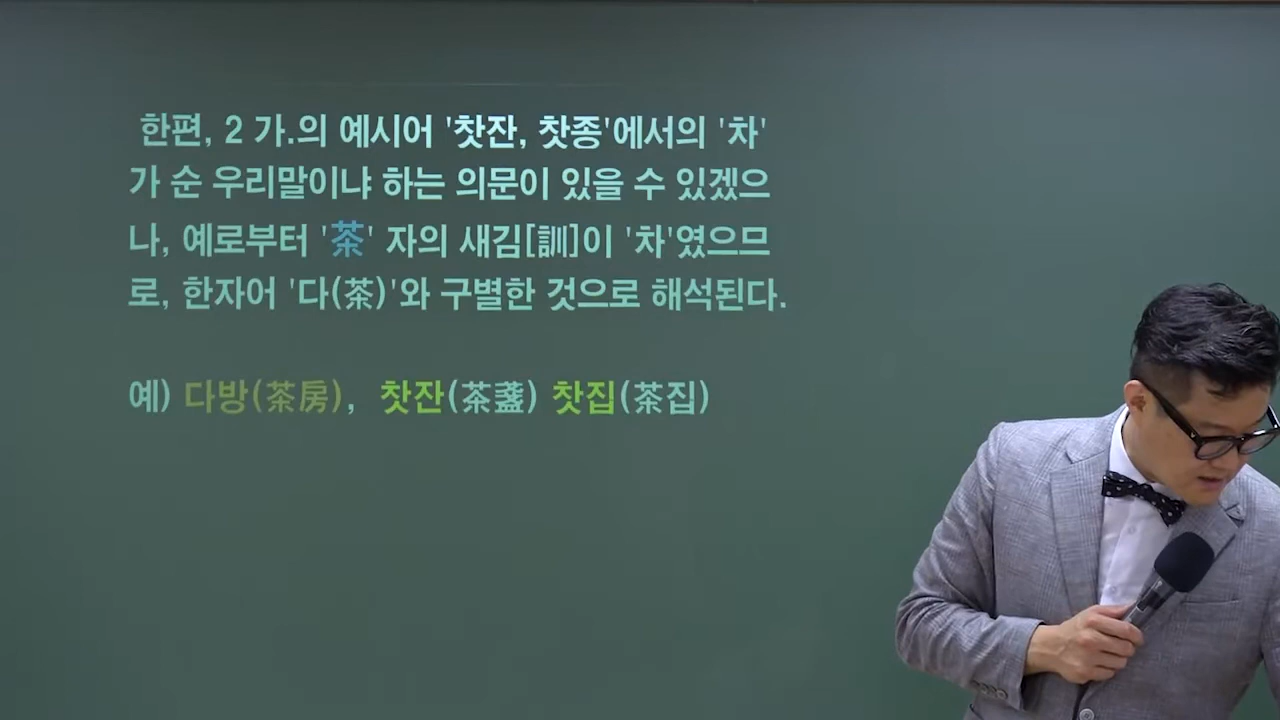 한편, 2 가.의 예시어 '찻잔, 찻종'에서의 '차'
가 순 우리말이냐 하는 의문이 있을 수 있겠으
나, 예로부터 '茶' 자의 새김[訓]이 '차'였으므
로, 한자어 '다(茶)'와 구별한 것으로 해석된다.
예) 다방(茶房), 찻잔(茶盞) 찻집(茶집)